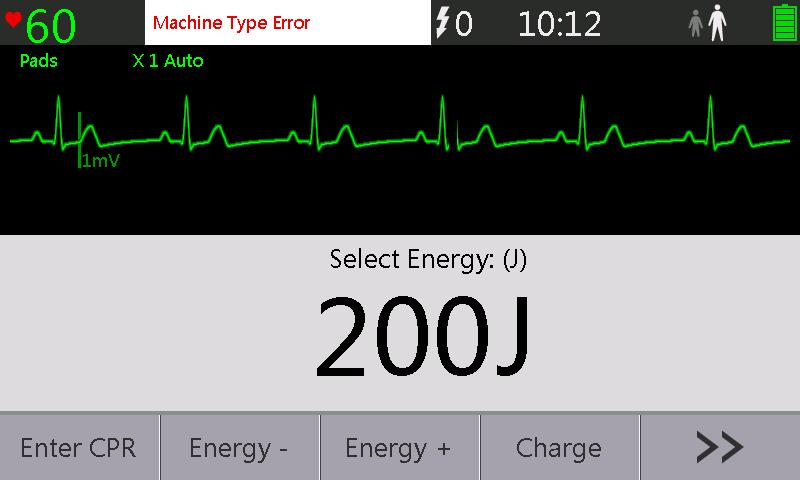 60 Machine Type Error 0 10:12
Pads X 1 Auto
1mV
Select Energy: (J)
200J
Enter CPR Energy - Energy + Charge >>